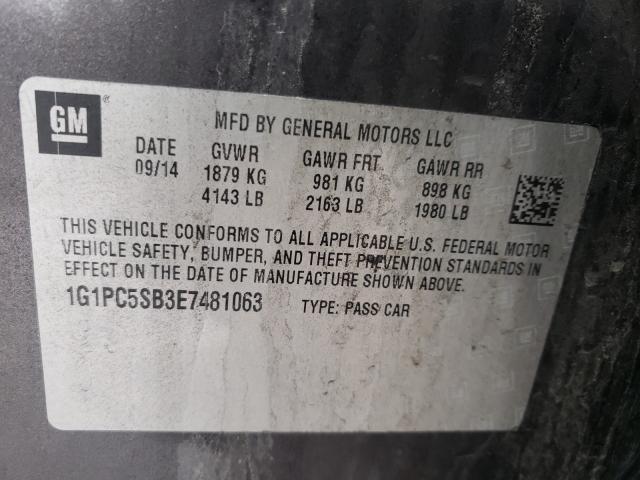 GM
MFD BY GENERAL MOTORS LLC
DATE GVWR GAWR FRT GAWR RR
09/14 1879 KG 981 KG 898 KG
4143 LB 2163 LB 1980 LB
THIS VEHICLE CONFORMS TO ALL APPLICABLE U.S. FEDERAL MOTOR
VEHICLE SAFETY, BUMPER, AND THEFT PREVENTION STANDARDS IN
EFFECT ON THE DATE OF MANUFACTURE SHOWN ABOVE.
1G1PC5SB3E7481063 TYPE: PASS CAR